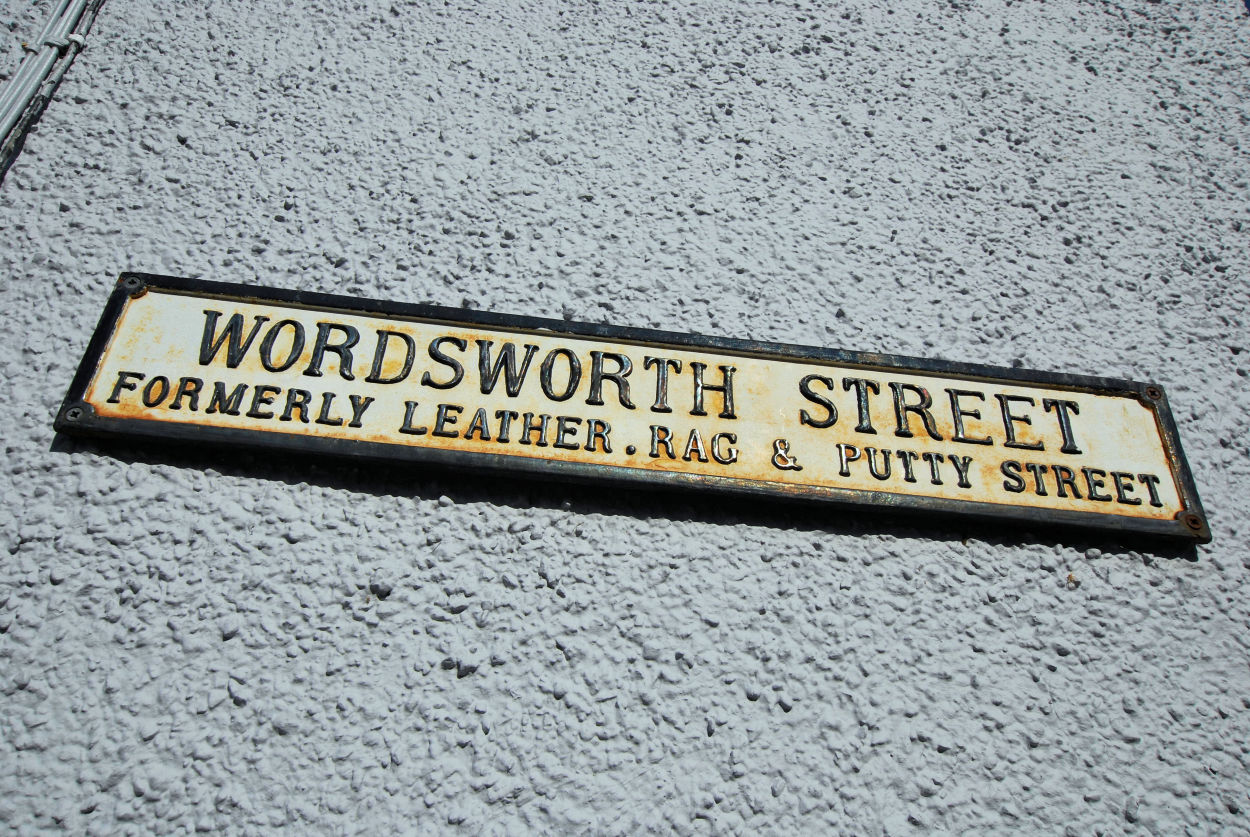 WORDSWORTH STREET
FORMERLY LEATHER. RAG & PUTTY STREET